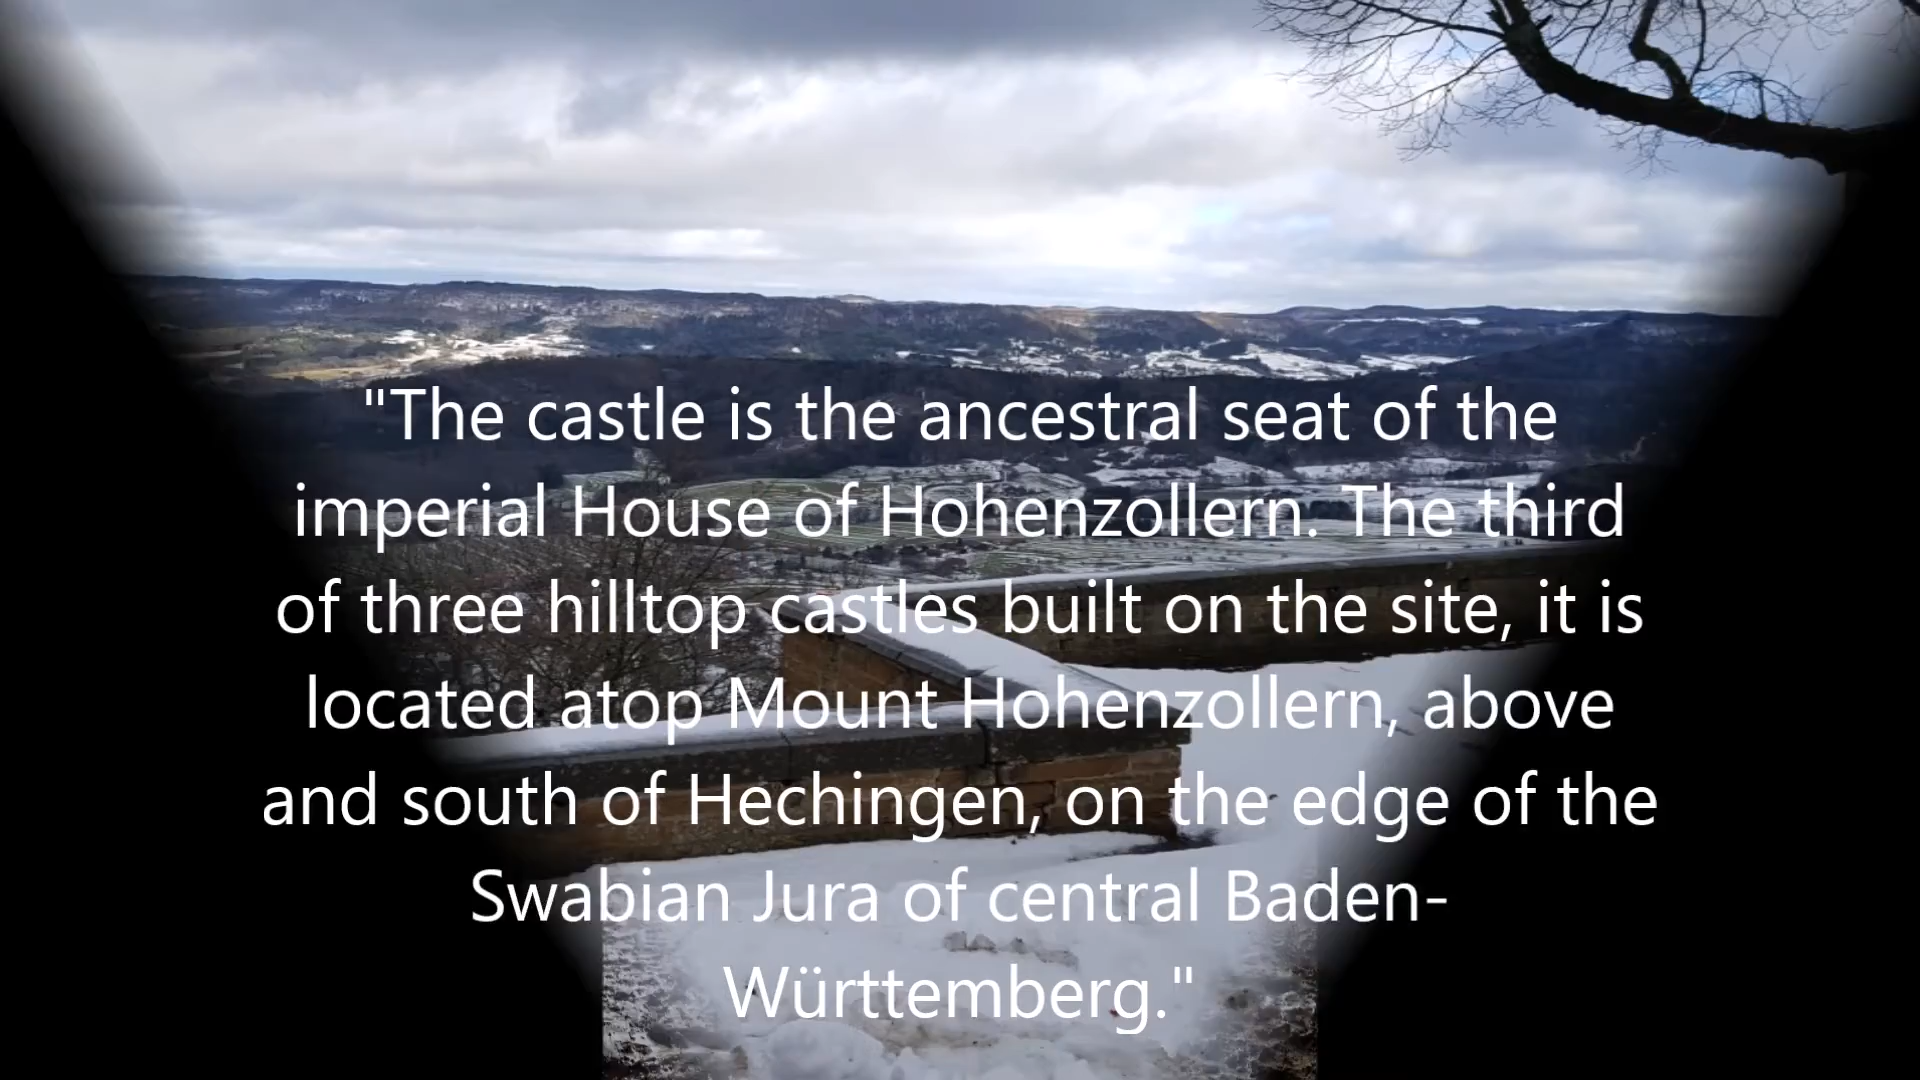 "The castle is the ancestral seat of the
imperial House of Hohenzollern. The third
of three hilltop castles built on the site, it is
located atop Mount Hohenzollern, above
and south of Hechingen, on the edge of the
Swabian Jura of central Baden-
Württemberg."